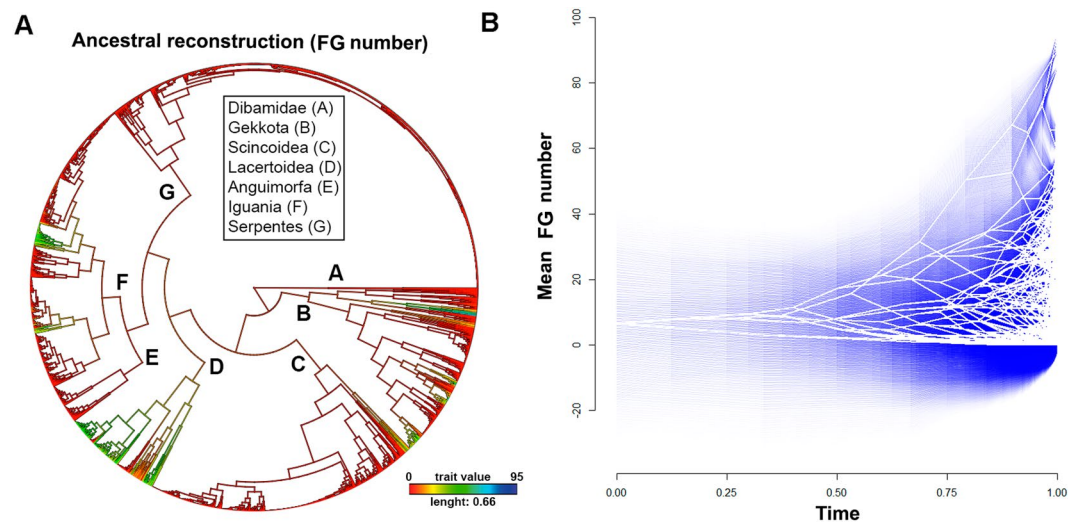 A
Ancestral reconstruction (FG number)
Dibamidae (A)
Gekkota (B)
Scincoidea (C)
Lacertoidea (D)
Anguimorfa (E)
Iguania (F)
Serpentes (G)
G
A
F
B
E
D
C
0 trait value 95
lenght: 0.66
B
Mean FG number
100
80
60
40
20
0
-20
0.00 0.25 0.50 0.75 1.00
Time